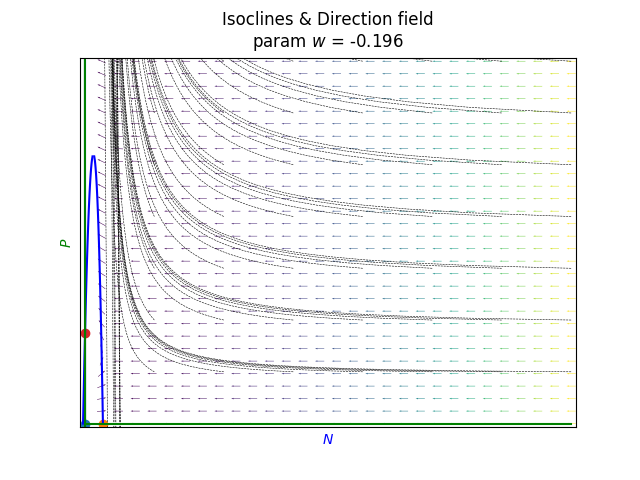 Isoclines & Direction field
param w = -0.196
P
N